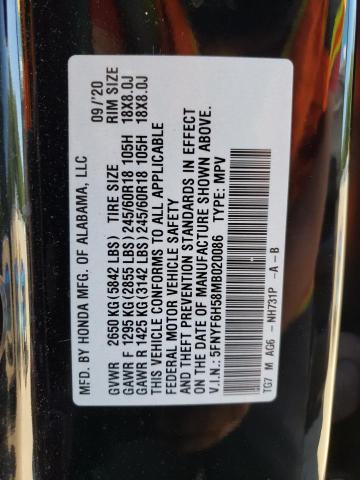 MFD. BY HONDA MFG. OF ALABAMA, LLC 09/'20
GVWR 2650 KG (5842 LBS) TIRE SIZE RIM SIZE
GAWR F 1295 KG (2855 LBS) 245/60R18 105H 18X8.0J
GAWR R 1425 KG (3142 LBS) 245/60R18 105H 18X8.0J
THIS VEHICLE CONFORMS TO ALL APPLICABLE
FEDERAL MOTOR VEHICLE SAFETY
AND THEFT PREVENTION STANDARDS IN EFFECT
ON THE DATE OF MANUFACTURE SHOWN ABOVE.
V.I.N.: 5FNYF6H58MB020086 TYPE: MPV
TG7 M AG6 -NH731P -A -B